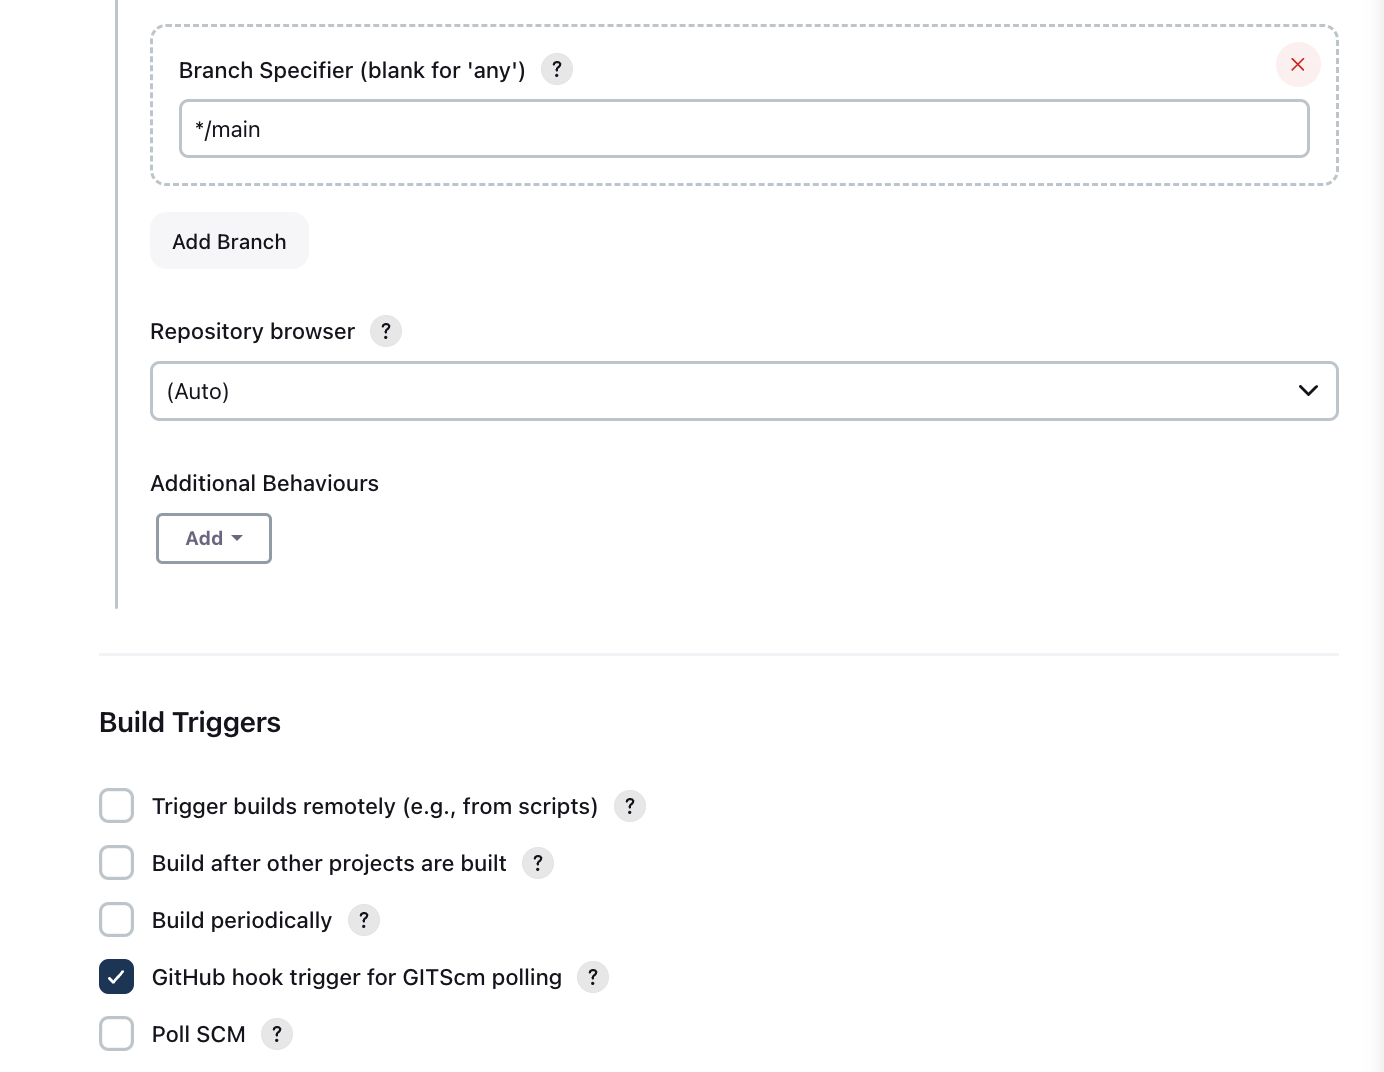 Branch Specifier (blank for 'any') ?
*/main
Add Branch
Repository browser ?
(Auto)
Additional Behaviours
Add
Build Triggers
Trigger builds remotely (e.g., from scripts) ?
Build after other projects are built ?
Build periodically ?
GitHub hook trigger for GITScm polling ?
Poll SCM ?